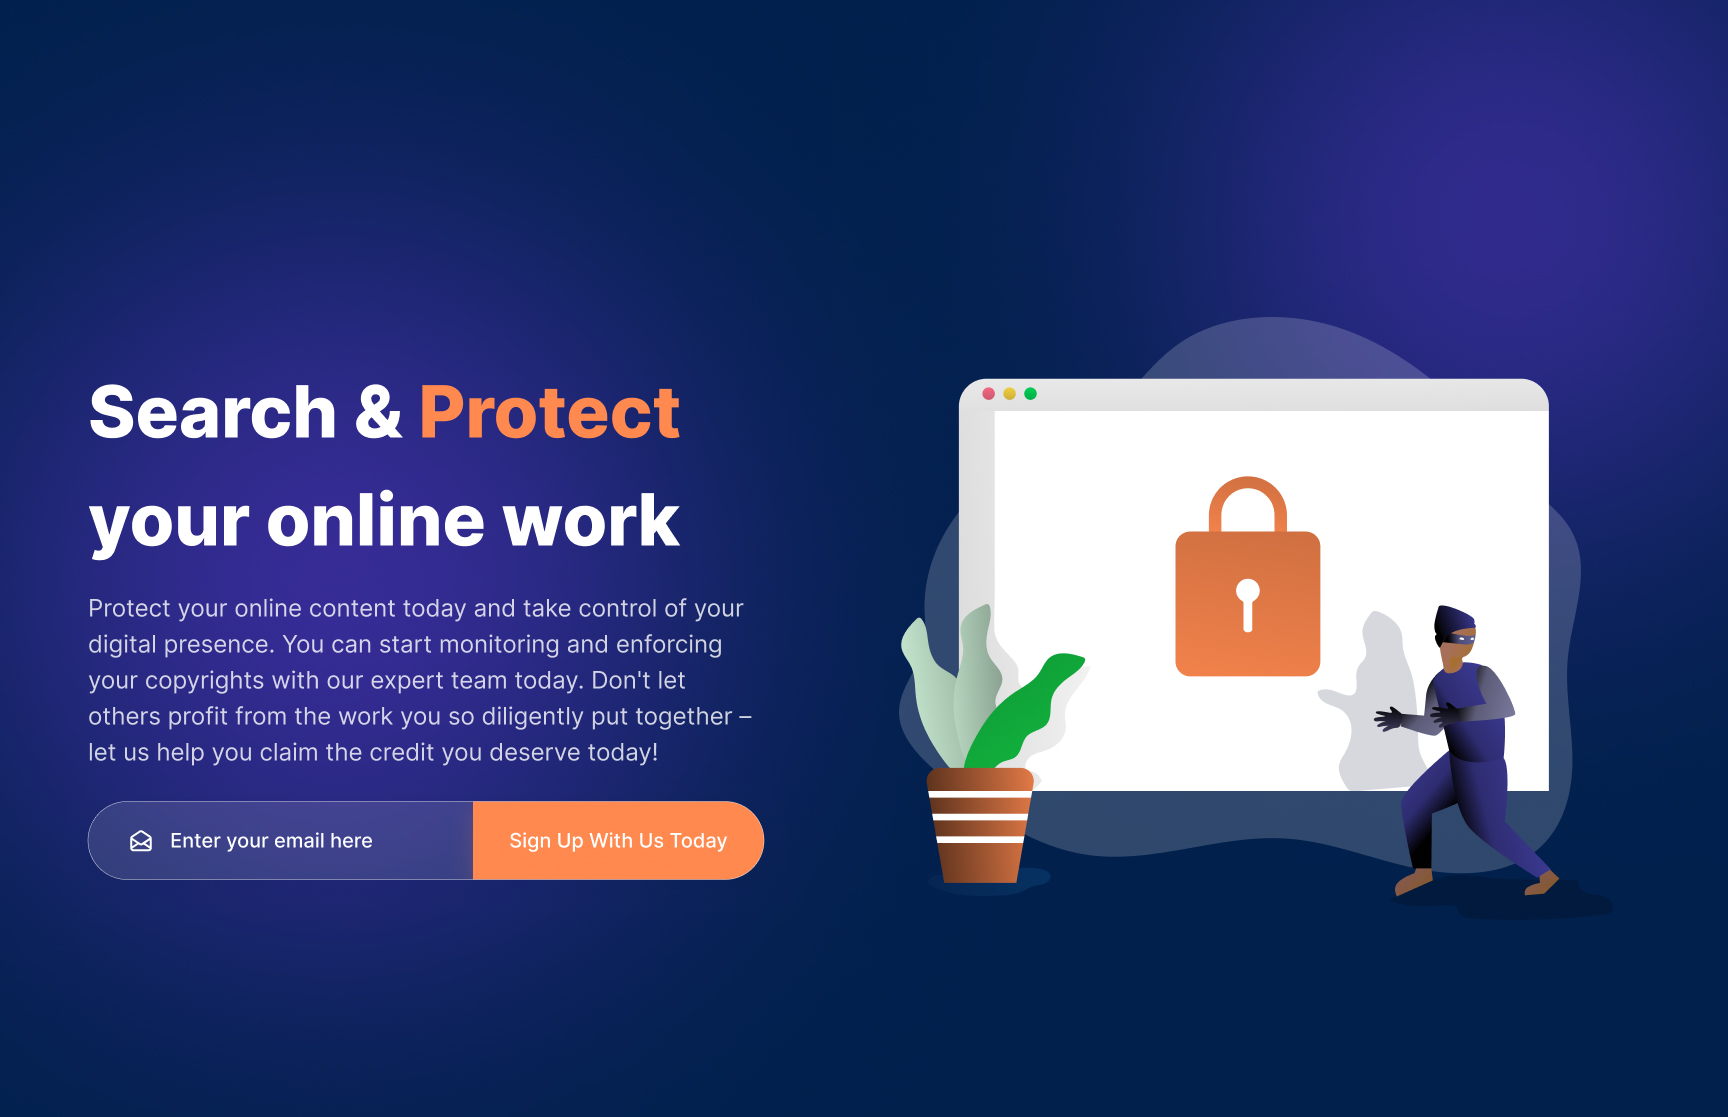 Search & Protect
your online work
Protect your online content today and take control of your
digital presence. You can start monitoring and enforcing
your copyrights with our expert team today. Don't let
others profit from the work you so diligently put together –
let us help you claim the credit you deserve today!
Enter your email here
Sign Up With Us Today